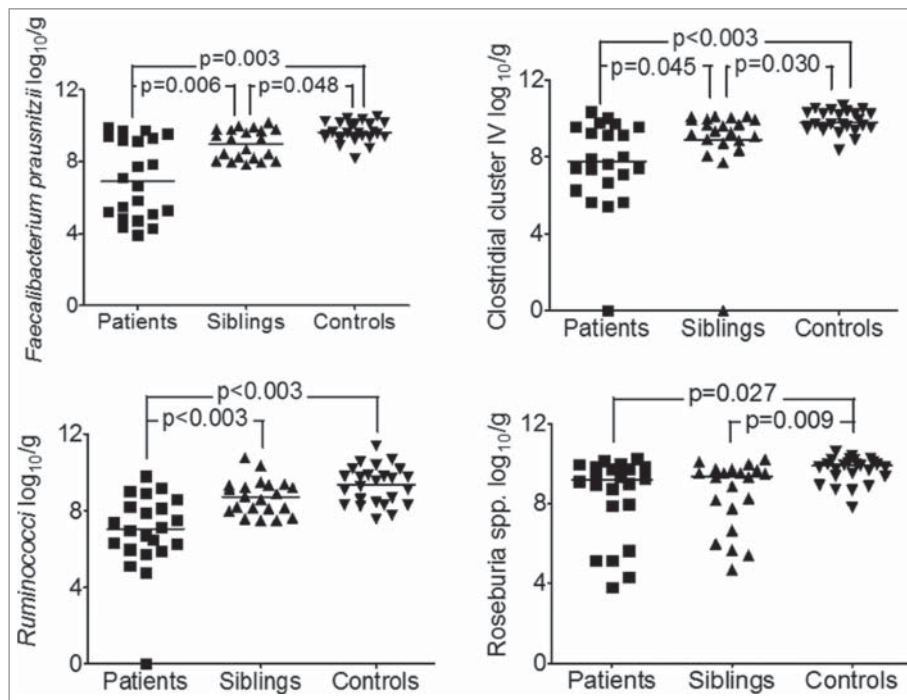 Faecalibacterium prausnitzii log10/g
12
8
4
0
p=0.003
p=0.006
p=0.048
Patients
Siblings
Controls
Clostridial cluster IV log10/g
12
8
4
0
p<0.003
p=0.045
p=0.030
Patients
Siblings
Controls
Ruminococci log10/g
12
8
4
0
p<0.003
p<0.003
Patients
Siblings
Controls
Roseburia spp. log10/g
12
8
4
0
p=0.027
p=0.009
Patients
Siblings
Controls